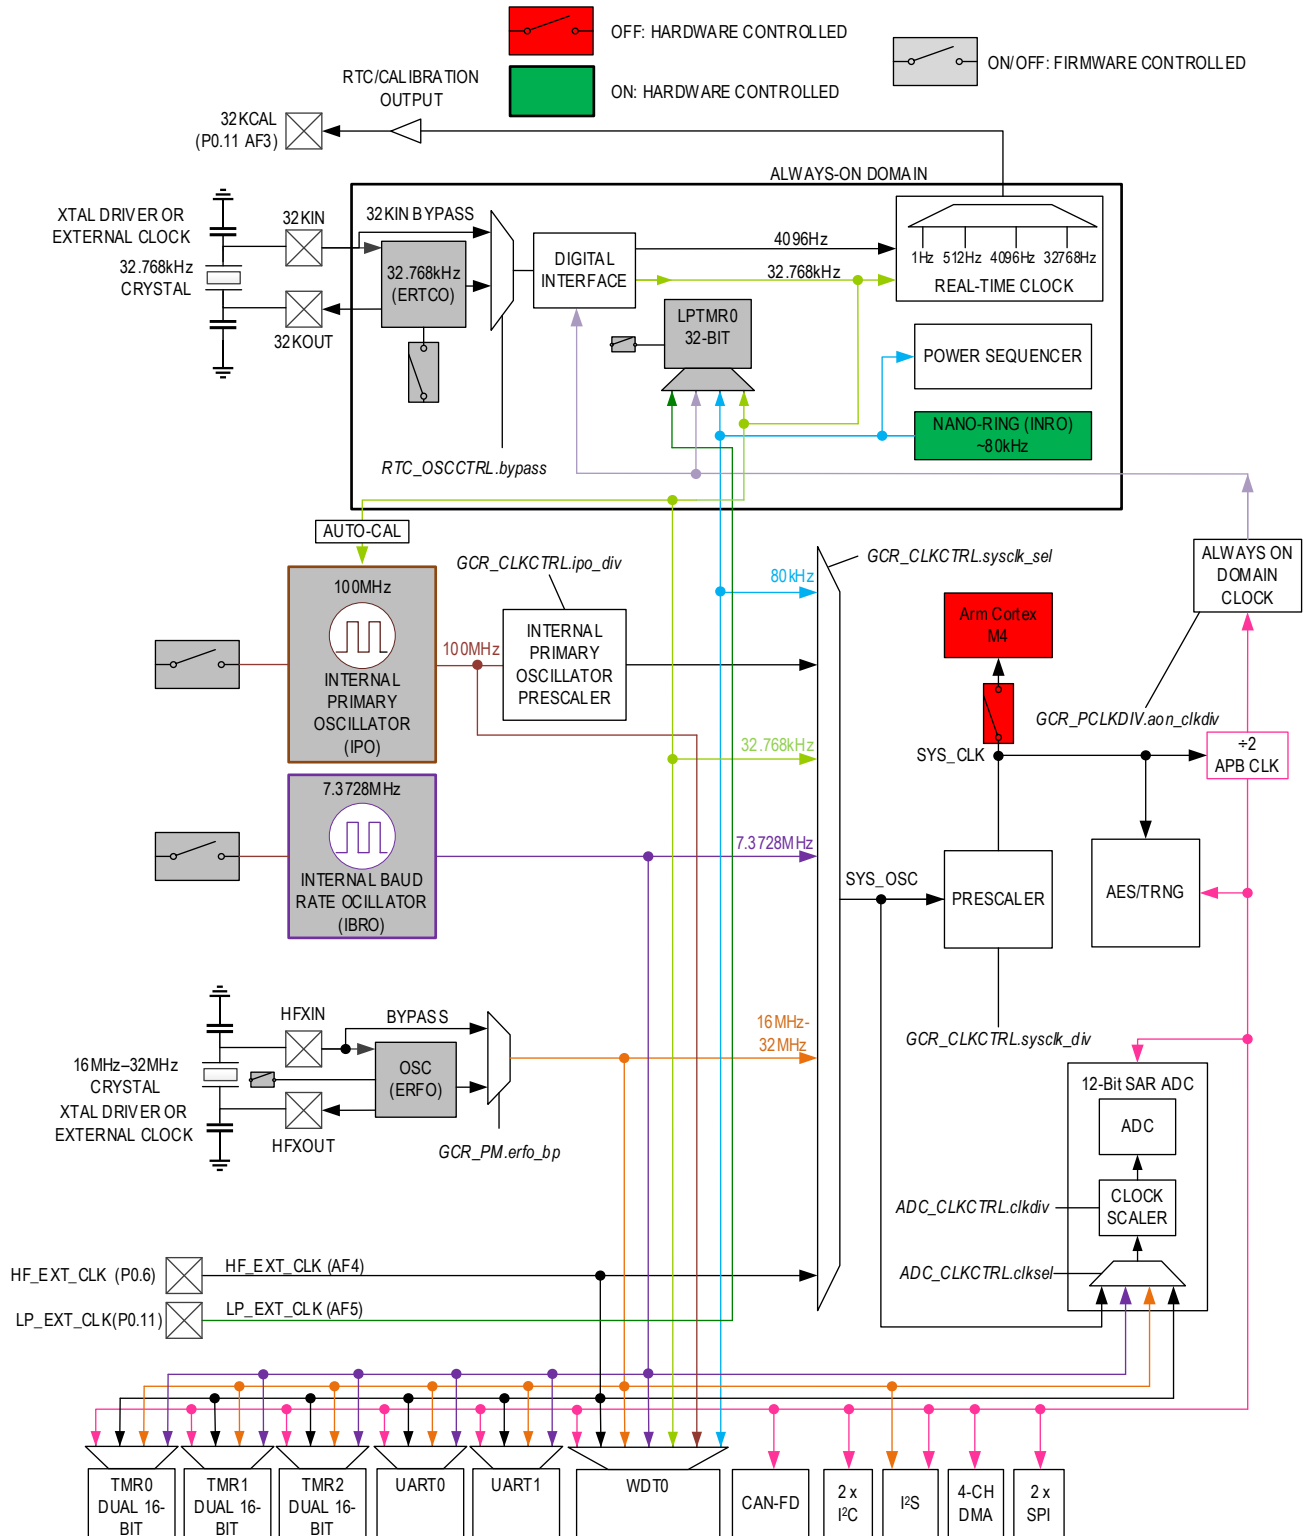 OFF: HARDWARE CONTROLLED
ON/OFF: FIRMWARE CONTROLLED
ON: HARDWARE CONTROLLED
RTC/CALIBRATION
OUTPUT
32KCAL
(P0.11 AF3)
ALWAYS-ON DOMAIN
XTAL DRIVER OR
EXTERNAL CLOCK
32KIN
32KIN BYPASS
32.768kHz
CRYSTAL
32KOUT
32.768kHz
(ERTCO)
DIGITAL
INTERFACE
4096Hz
32.768kHz
1Hz 512Hz 4096Hz 32768Hz
REAL-TIME CLOCK
LPTMR0
32-BIT
POWER SEQUENCER
NANO-RING (INRO)
~80kHz
RTC_OSCCTRL.bypass
AUTO-CAL
GCR_CLKCTRL.ipo_div
GCR_CLKCTRL.sysclk_sel
ALWAYS ON
DOMAIN
CLOCK
100MHz
INTERNAL
PRIMARY
OSCILLATOR
(IPO)
100MHz
INTERNAL
PRIMARY
OSCILLATOR
PRESCALER
80kHz
Arm Cortex
M4
GCR_PCLKDIV.aon_clkdiv
32.768kHz
SYS_CLK
÷2
APB CLK
7.3728MHz
INTERNAL BAUD
RATE OCILLATOR
(IBRO)
7.3728MHz
SYS_OSC
PRESCALER
AES/TRNG
HFXIN
BYPASS
16MHz–32MHz
CRYSTAL
XTAL DRIVER OR
EXTERNAL CLOCK
OSC
(ERFO)
HFXOUT
GCR_PM.erfo_bp
16MHz-
32MHz
GCR_CLKCTRL.sysclk_div
12-Bit SAR ADC
ADC
CLOCK
SCALER
ADC_CLKCTRL.clkdiv
ADC_CLKCTRL.clksel
HF_EXT_CLK (P0.6)
HF_EXT_CLK (AF4)
LP_EXT_CLK(P0.11)
LP_EXT_CLK (AF5)
TMR0
DUAL 16-
BIT
TMR1
DUAL 16-
BIT
TMR2
DUAL 16-
BIT
UART0
UART1
WDT0
CAN-FD
2 x
I²C
I²S
4-CH
DMA
2 x
SPI